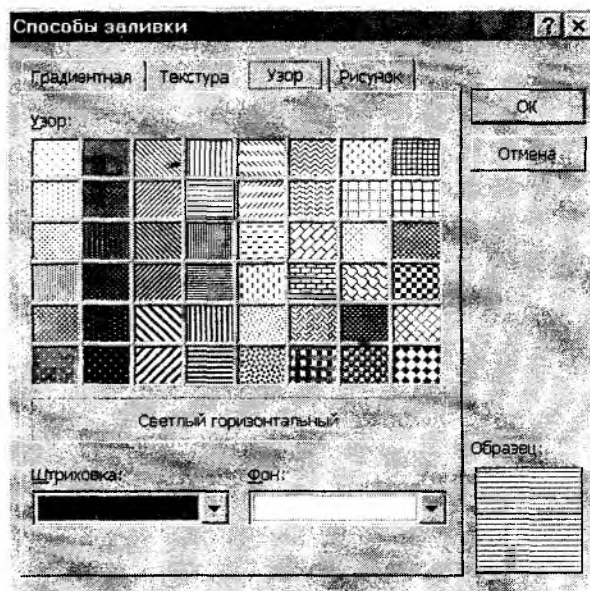 Способы заливки
Градиентная Текстура Узор Рисунок
ОК
Узор:
Отмена
Светлый горизонтальный
Образец:
Штриховка: Фон: